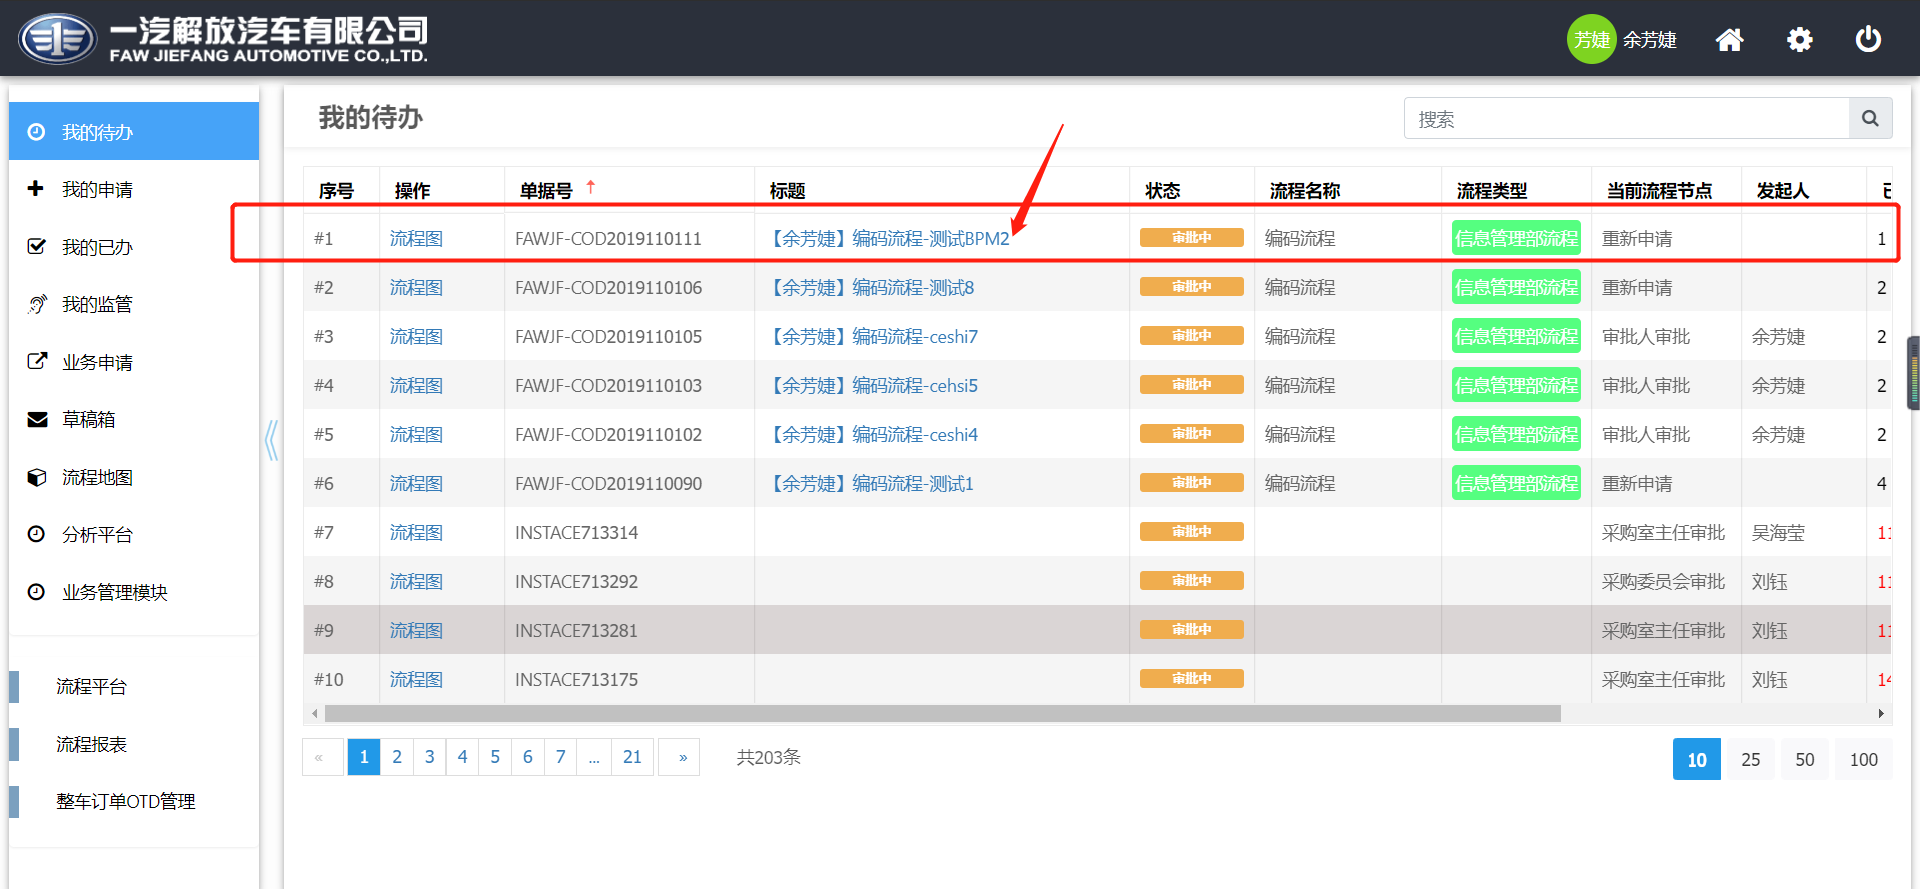 一汽解放汽车有限公司
FAW JIEFANG AUTOMOTIVE CO.,LTD.
芳婕 余芳婕
我的待办
我的申请
我的已办
我的监管
业务申请
草稿箱
流程地图
分析平台
业务管理模块
流程平台
流程报表
整车订单OTD管理
我的待办
搜索
序号 操作 单据号 标题 状态 流程名称 流程类型 当前流程节点 发起人
#1 流程图 FAWJF-COD2019110111 【余芳婕】编码流程-测试BPM2 审批中 编码流程 信息管理部流程 重新申请 1
#2 流程图 FAWJF-COD2019110106 【余芳婕】编码流程-测试8 审批中 编码流程 信息管理部流程 重新申请 2
#3 流程图 FAWJF-COD2019110105 【余芳婕】编码流程-ceshi7 审批中 编码流程 信息管理部流程 审批人审批 余芳婕 2
#4 流程图 FAWJF-COD2019110103 【余芳婕】编码流程-cehsi5 审批中 编码流程 信息管理部流程 审批人审批 余芳婕 2
#5 流程图 FAWJF-COD2019110102 【余芳婕】编码流程-ceshi4 审批中 编码流程 信息管理部流程 审批人审批 余芳婕 2
#6 流程图 FAWJF-COD2019110090 【余芳婕】编码流程-测试1 审批中 编码流程 信息管理部流程 重新申请 4
#7 流程图 INSTACE713314 审批中 采购室主任审批 吴海莹 11
#8 流程图 INSTACE713292 审批中 采购委员会审批 刘钰 11
#9 流程图 INSTACE713281 审批中 采购室主任审批 刘钰 11
#10 流程图 INSTACE713175 审批中 采购室主任审批 刘钰 14
« 1 2 3 4 5 6 7 ... 21 » 共203条 10 25 50 100